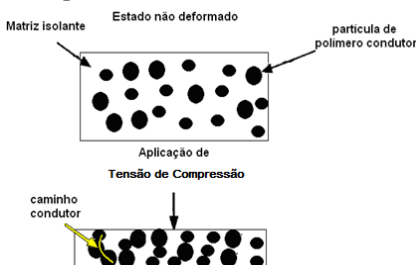 Estado não deformado
Matriz isolante
partícula de
polímero condutor
Aplicação de
Tensão de Compressão
caminho
condutor